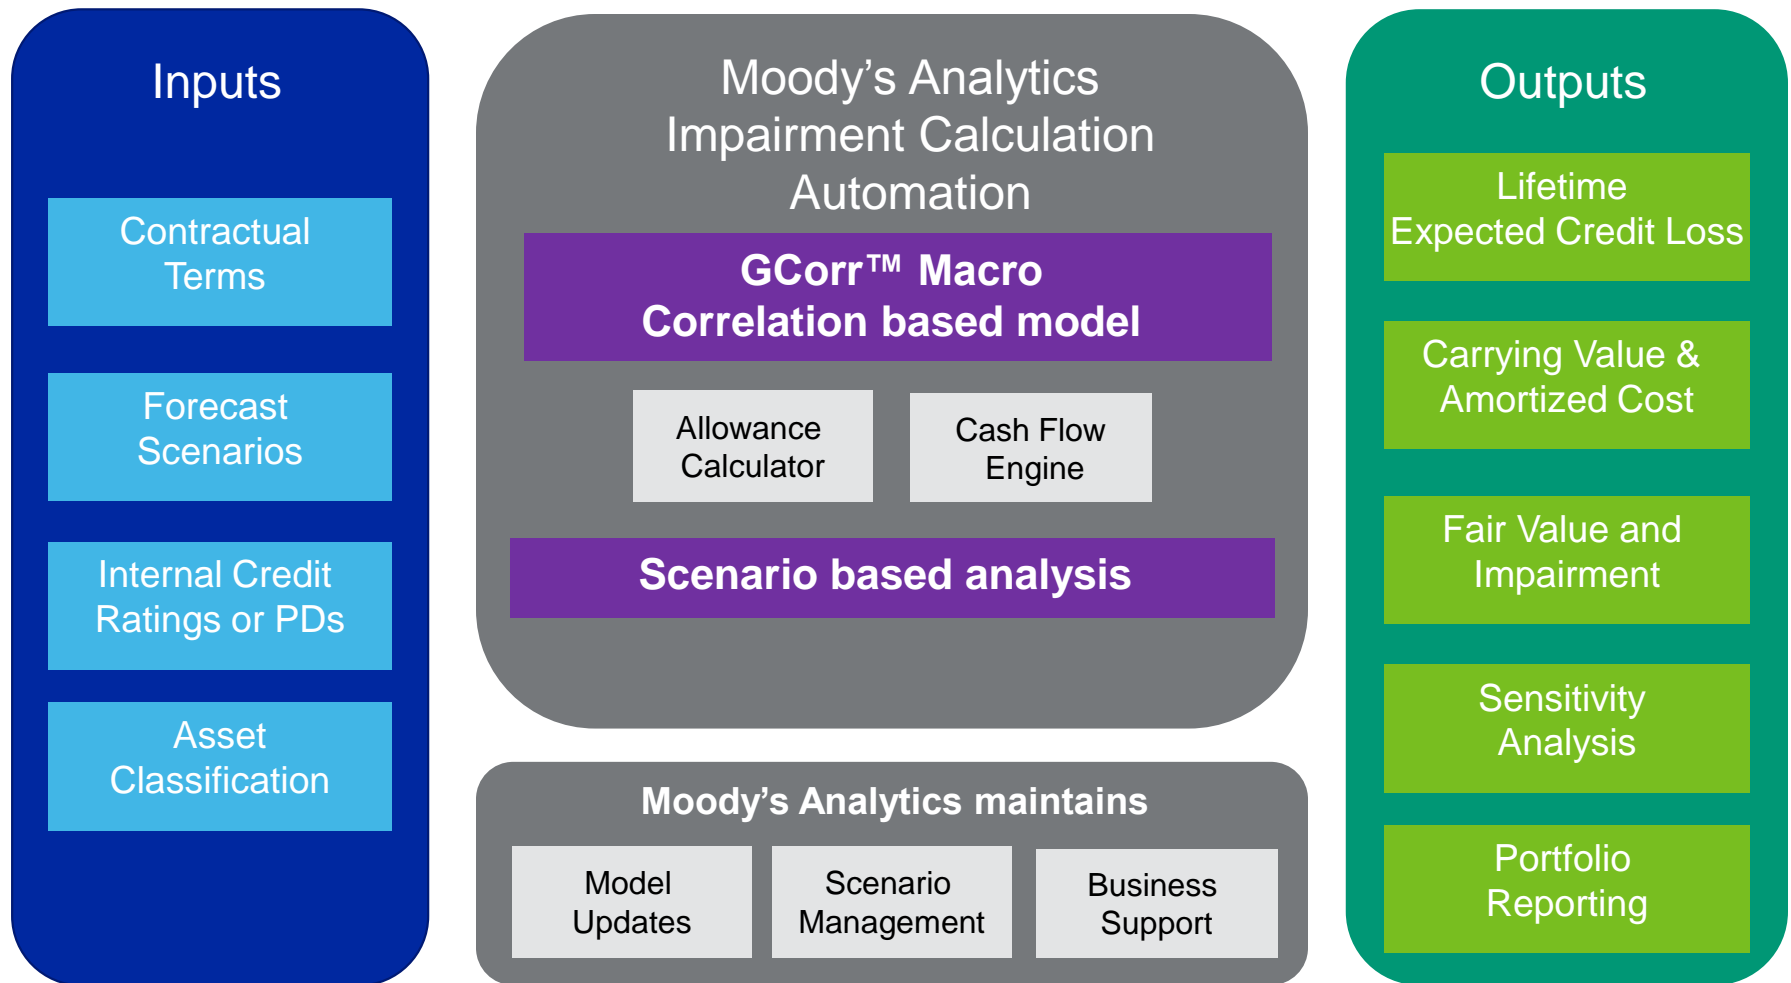 Inputs
Contractual
Terms
Forecast
Scenarios
Internal Credit
Ratings or PDs
Asset
Classification
Moody’s Analytics
Impairment Calculation
Automation
GCorr™ Macro
Correlation based model
Allowance
Calculator
Cash Flow
Engine
Scenario based analysis
Moody’s Analytics maintains
Model
Updates
Scenario
Management
Business
Support
Outputs
Lifetime
Expected Credit Loss
Carrying Value &
Amortized Cost
Fair Value and
Impairment
Sensitivity
Analysis
Portfolio
Reporting